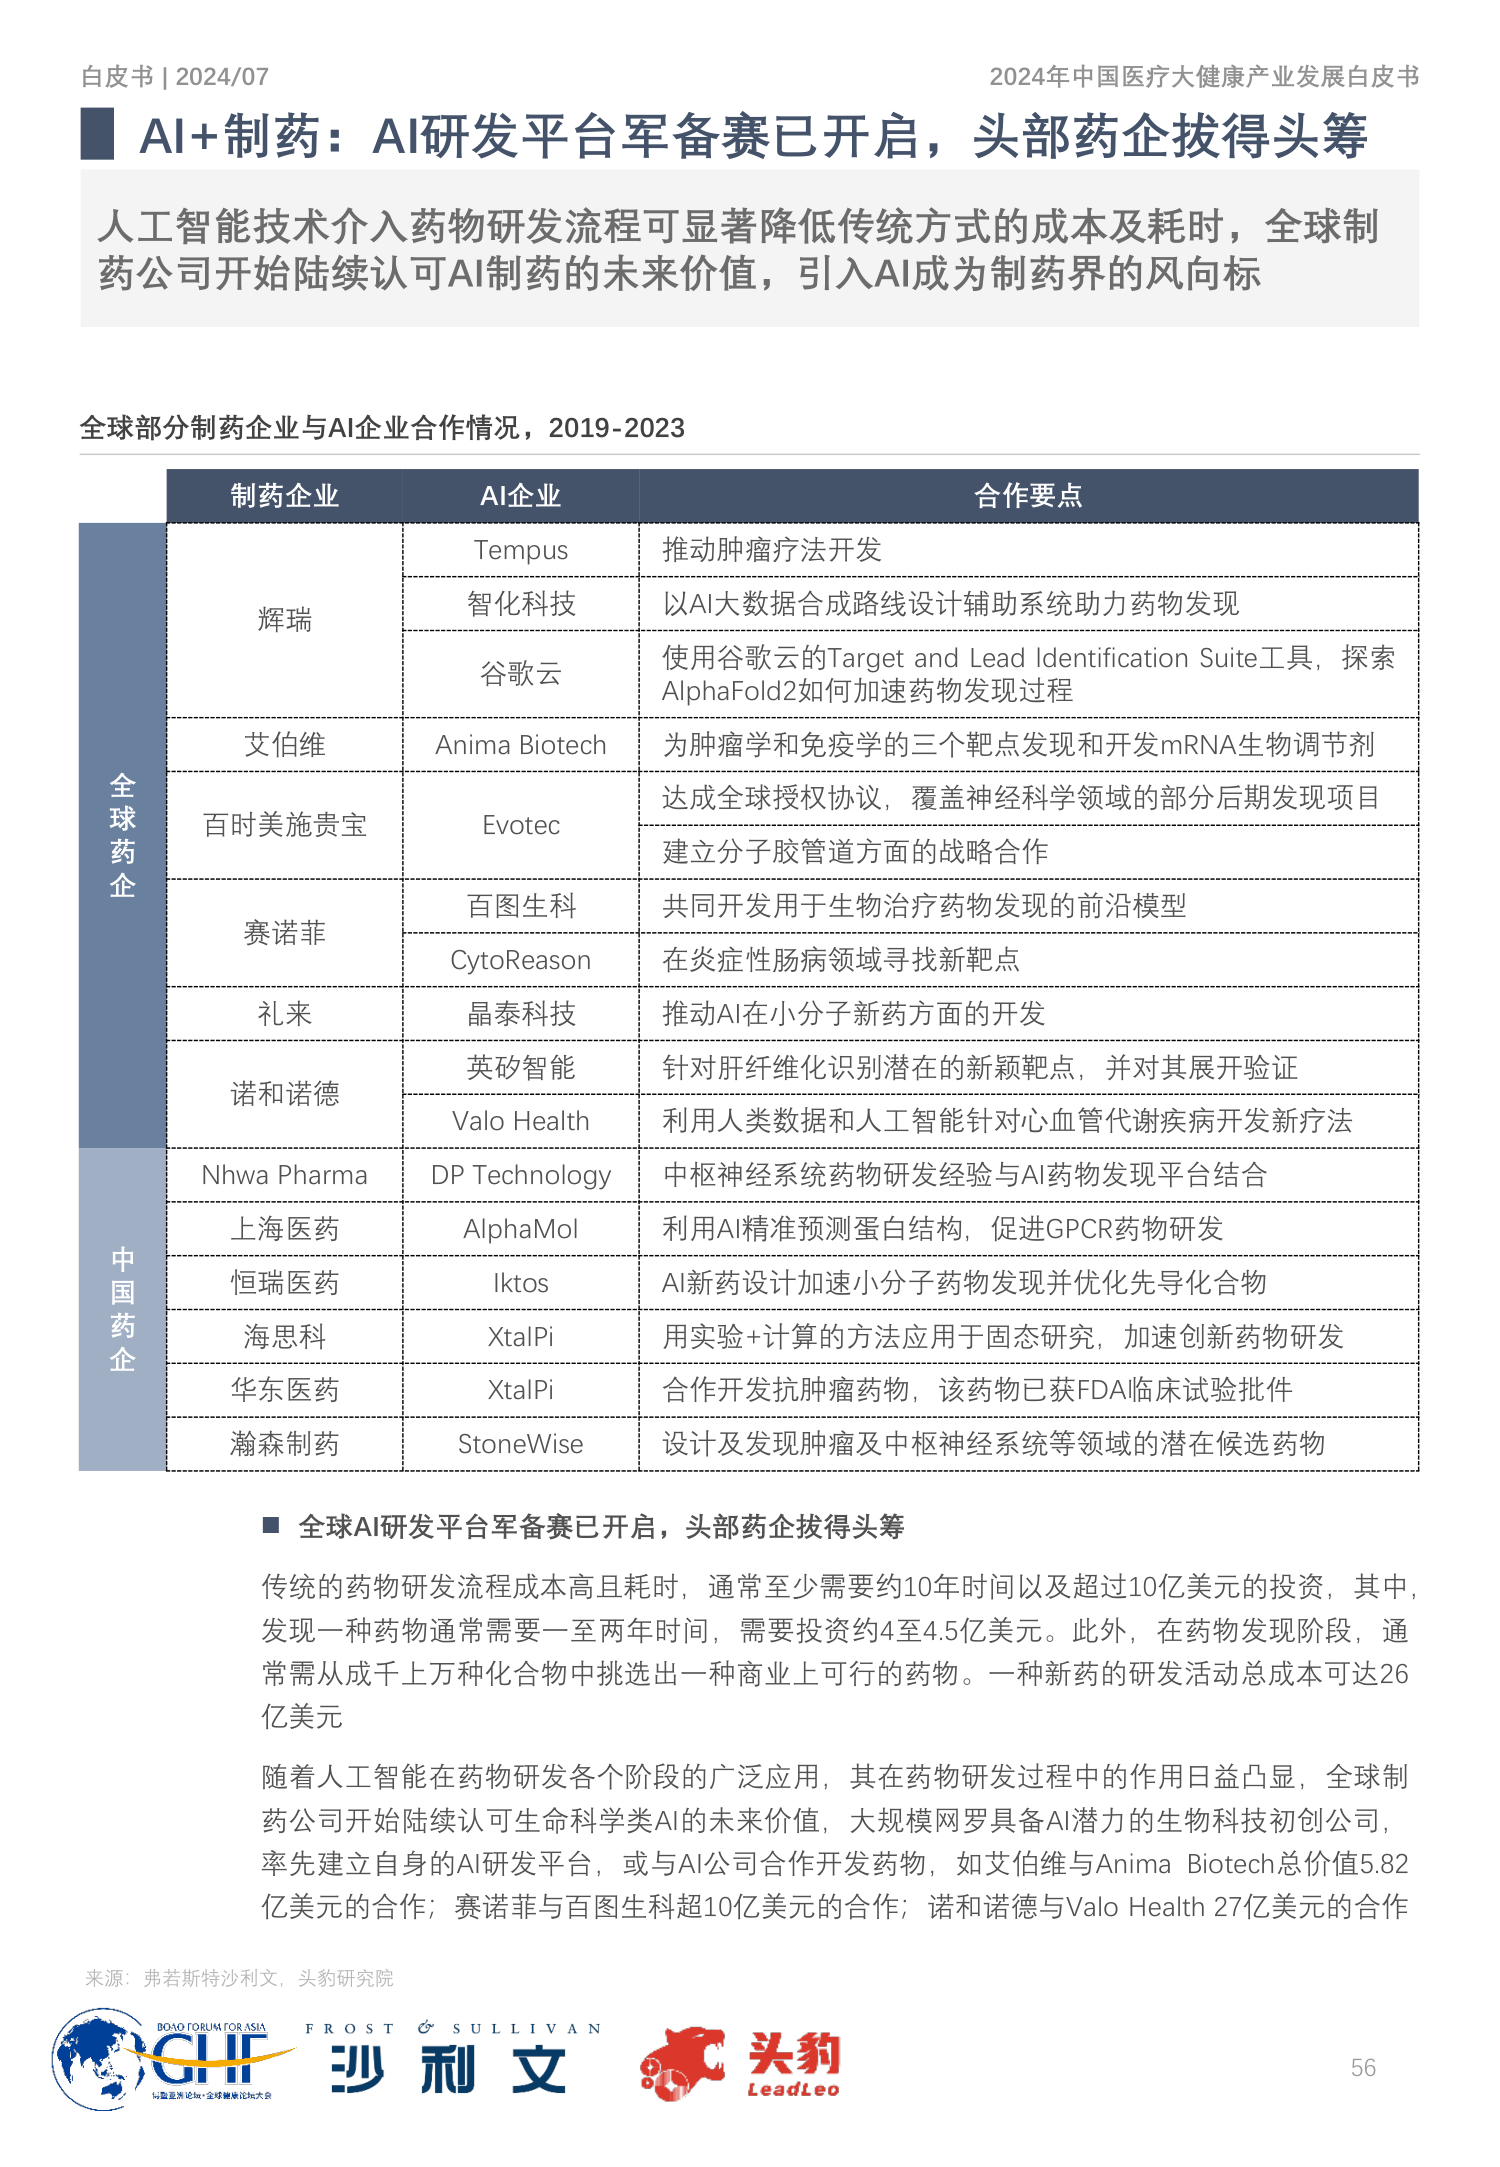 白皮书 | 2024/07
2024年中国医疗大健康产业发展白皮书
AI+制药：AI研发平台军备赛已开启，头部药企拔得头筹
人工智能技术介入药物研发流程可显著降低传统方式的成本及耗时，全球制
药公司开始陆续认可AI制药的未来价值，引入AI成为制药界的风向标
全球部分制药企业与AI企业合作情况，2019-2023
制药企业 AI企业 合作要点
全球药企
辉瑞
Tempus 推动肿瘤疗法开发
智化科技 以AI大数据合成路线设计辅助系统助力药物发现
谷歌云 使用谷歌云的Target and Lead Identification Suite工具，探索
AlphaFold2如何加速药物发现过程
艾伯维 Anima Biotech 为肿瘤学和免疫学的三个靶点发现和开发mRNA生物调节剂
百时美施贵宝 Evotec 达成全球授权协议，覆盖神经科学领域的部分后期发现项目
建立分子胶管道方面的战略合作
赛诺菲
百图生科 共同开发用于生物治疗药物发现的前沿模型
CytoReason 在炎症性肠病领域寻找新靶点
礼来 晶泰科技 推动AI在小分子新药方面的开发
诺和诺德
英矽智能 针对肝纤维化识别潜在的新颖靶点，并对其展开验证
Valo Health 利用人类数据和人工智能针对心血管代谢疾病开发新疗法
中国药企
Nhwa Pharma DP Technology 中枢神经系统药物研发经验与AI药物发现平台结合
上海医药 AlphaMol 利用AI精准预测蛋白结构，促进GPCR药物研发
恒瑞医药 Iktos AI新药设计加速小分子药物发现并优化先导化合物
海思科 XtalPi 用实验+计算的方法应用于固态研究，加速创新药物研发
华东医药 XtalPi 合作开发抗肿瘤药物，该药物已获FDA临床试验批件
瀚森制药 StoneWise 设计及发现肿瘤及中枢神经系统等领域的潜在候选药物
■ 全球AI研发平台军备赛已开启，头部药企拔得头筹
传统的药物研发流程成本高且耗时，通常至少需要约10年时间以及超过10亿美元的投资，其中，
发现一种药物通常需要一至两年时间，需要投资约4至4.5亿美元。此外，在药物发现阶段，通
常需从成千上万种化合物中挑选出一种商业上可行的药物。一种新药的研发活动总成本可达26
亿美元
随着人工智能在药物研发各个阶段的广泛应用，其在药物研发过程中的作用日益凸显，全球制
药公司开始陆续认可生命科学类AI的未来价值，大规模网罗具备AI潜力的生物科技初创公司，
率先建立自身的AI研发平台，或与AI公司合作开发药物，如艾伯维与Anima Biotech总价值5.82
亿美元的合作；赛诺菲与百图生科超10亿美元的合作；诺和诺德与Valo Health 27亿美元的合作
来源：弗若斯特沙利文，头豹研究院
BOAO FORUM FOR ASIA
GHF
博鳌亚洲论坛·全球健康论坛大会
FROST & SULLIVAN
沙利文
头豹
LeadLeo
56